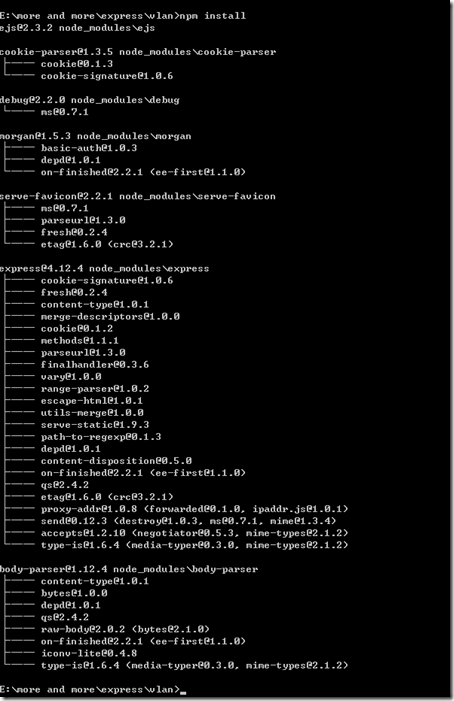 E:\more and more\express\wlan>npm install
ejs@2.3.2 node_modules\ejs
cookie-parser@1.3.5 node_modules\cookie-parser
├── cookie@0.1.3
└── cookie-signature@1.0.6
debug@2.2.0 node_modules\debug
└── ms@0.7.1
morgan@1.5.3 node_modules\morgan
├── basic-auth@1.0.3
├── depd@1.0.1
└── on-finished@2.2.1 (ee-first@1.1.0)
serve-favicon@2.2.1 node_modules\serve-favicon
├── ms@0.7.1
├── parseurl@1.3.0
├── fresh@0.2.4
└── etag@1.6.0 (crc@3.2.1)
express@4.12.4 node_modules\express
├── cookie-signature@1.0.6
├── fresh@0.2.4
├── content-type@1.0.1
├── merge-descriptors@1.0.0
├── cookie@0.1.2
├── methods@1.1.1
├── parseurl@1.3.0
├── finalhandler@0.3.6
├── vary@1.0.0
├── range-parser@1.0.2
├── escape-html@1.0.1
├── utils-merge@1.0.0
├── serve-static@1.9.3
├── path-to-regexp@0.1.3
├── depd@1.0.1
├── content-disposition@0.5.0
├── on-finished@2.2.1 (ee-first@1.1.0)
├── qs@2.4.2
├── etag@1.6.0 (crc@3.2.1)
├── proxy-addr@1.0.8 (forwarded@0.1.0, ipaddr.js@1.0.1)
├── send@0.12.3 (destroy@1.0.3, ms@0.7.1, mime@1.3.4)
├── accepts@1.2.10 (negotiator@0.5.3, mime-types@2.1.2)
└── type-is@1.6.4 (media-typer@0.3.0, mime-types@2.1.2)
body-parser@1.12.4 node_modules\body-parser
├── content-type@1.0.1
├── bytes@1.0.0
├── depd@1.0.1
├── qs@2.4.2
├── raw-body@2.0.2 (bytes@2.1.0)
├── on-finished@2.2.1 (ee-first@1.1.0)
├── iconv-lite@0.4.8
└── type-is@1.6.4 (media-typer@0.3.0, mime-types@2.1.2)
E:\more and more\express\wlan>_